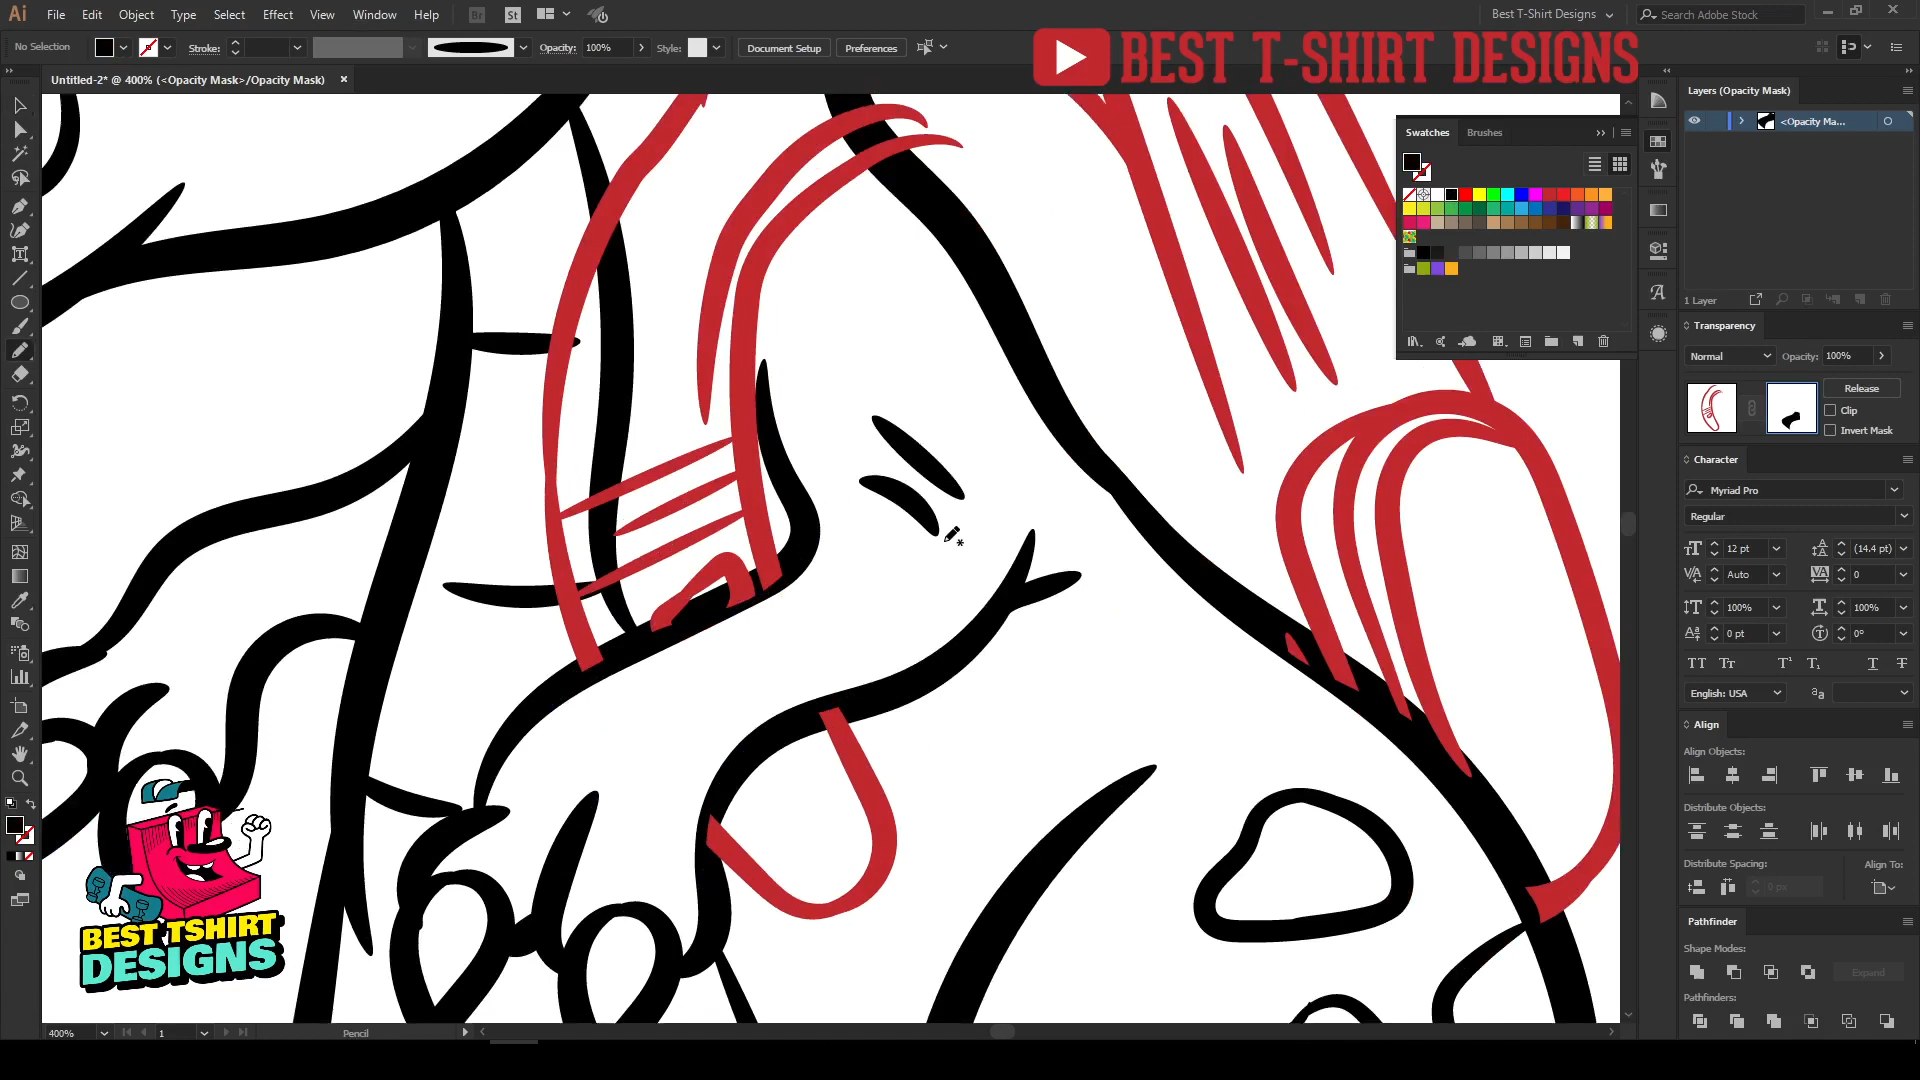 Ai File Edit Object Type Select Effect View Window Help Br St Best T-Shirt Designs Search Adobe Stock
No Selection Stroke: Opacity: 100% Style: Document Setup Preferences
BEST T-SHIRT DESIGNS
Untitled-2* @ 400% (<Opacity Mask>/Opacity Mask)
Layers (Opacity Mask)
<Opacity Ma...
Swatches Brushes
1 Layer
Transparency
Normal Opacity: 100%
Release
Clip
Invert Mask
Character
Myriad Pro
Regular
12 pt (14.4 pt)
Auto 0
100% 100%
0 pt 0°
English: USA
Align
Align Objects:
Distribute Objects:
Distribute Spacing: Align To:
0 px
Pathfinder
Shape Modes:
Expand
Pathfinders:
BEST TSHIRT
DESIGNS
400% 1 Pencil